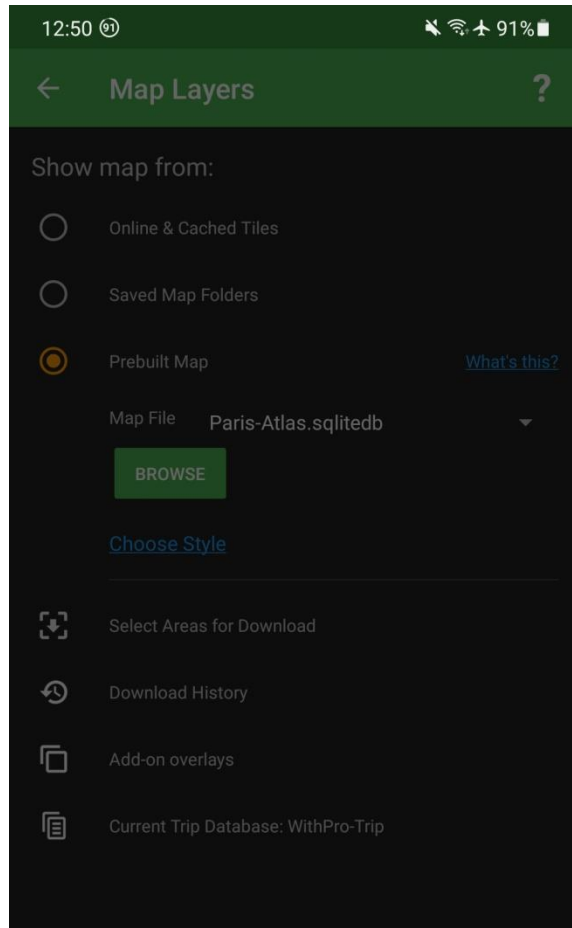 12:50 91 91%
Map Layers ?
Show map from:
Online & Cached Tiles
Saved Map Folders
Prebuilt Map What's this?
Map File Paris-Atlas.sqlitedb
BROWSE
Choose Style
Select Areas for Download
Download History
Add-on overlays
Current Trip Database: WithPro-Trip